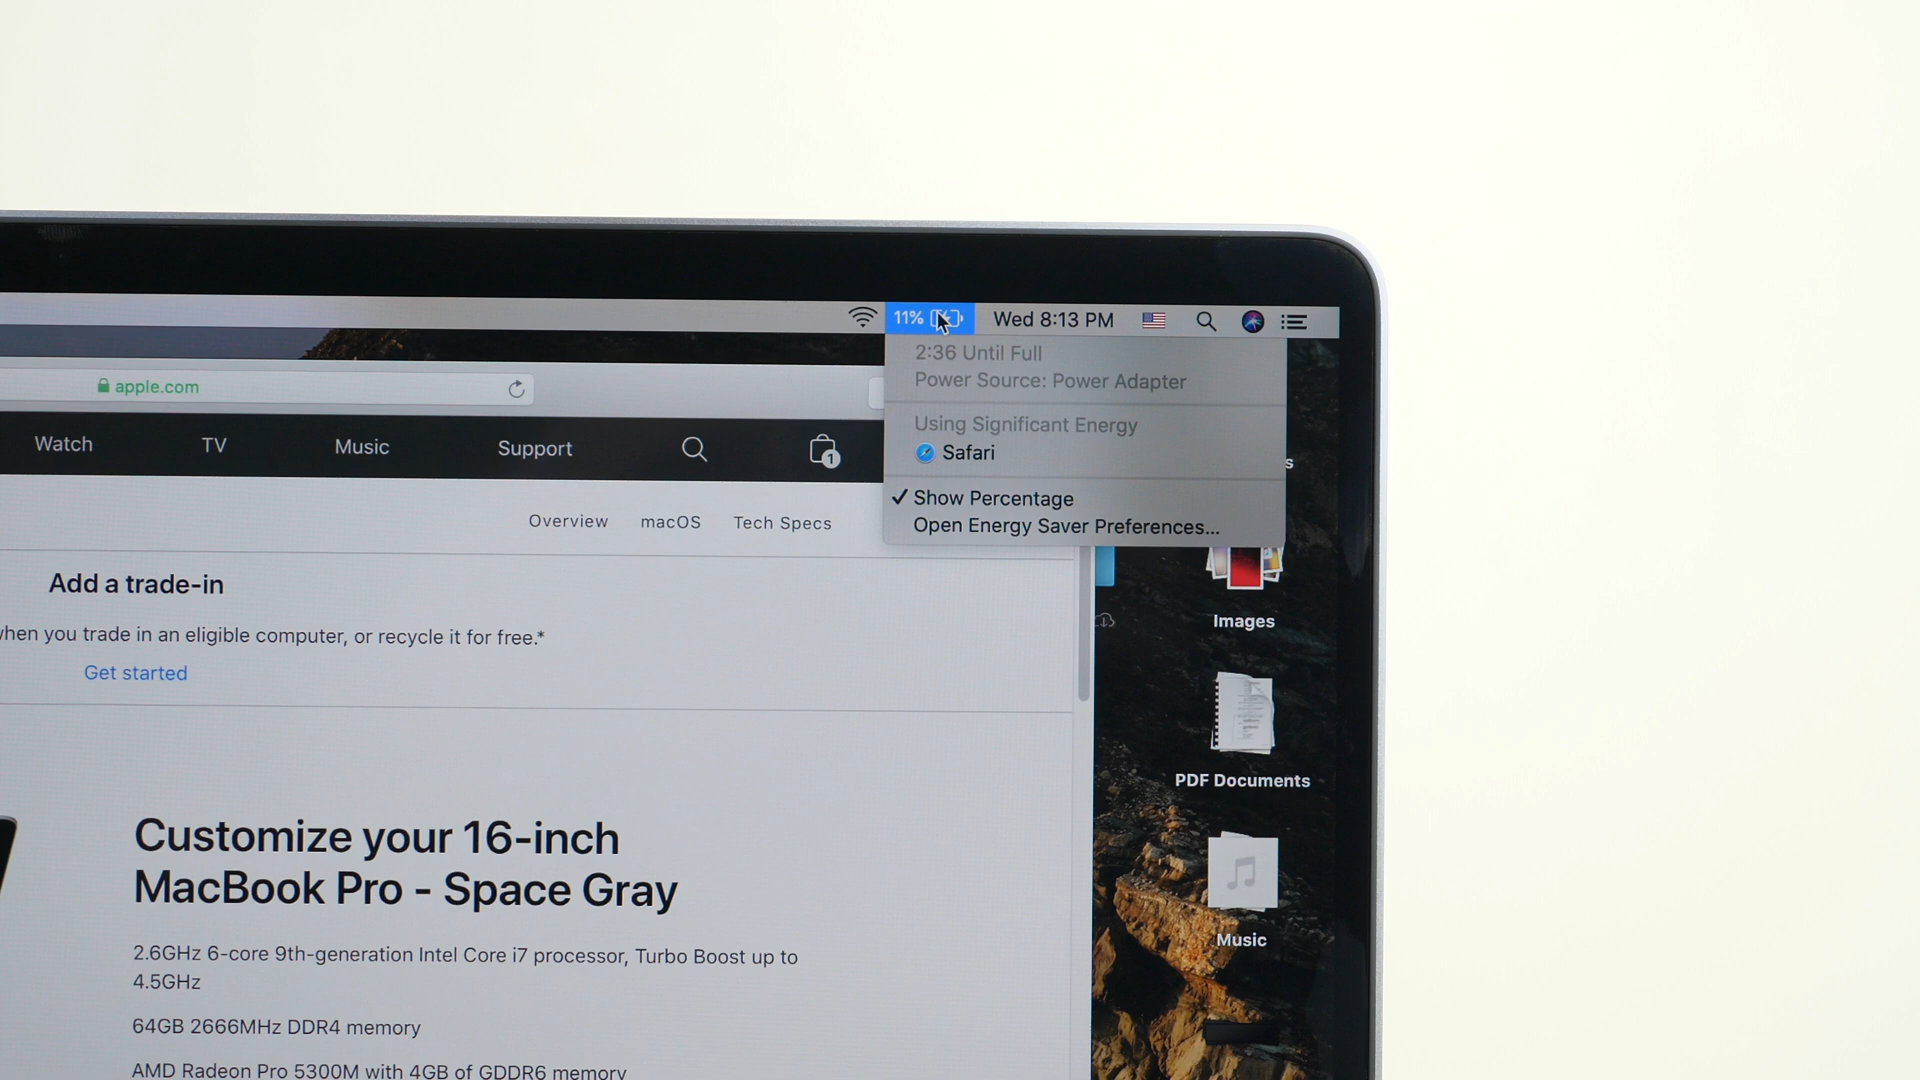 11%
Wed 8:13 PM
2:36 Until Full
Power Source: Power Adapter
Using Significant Energy
Safari
✓ Show Percentage
Open Energy Saver Preferences...
apple.com
Watch TV Music Support 1
Overview macOS Tech Specs
Add a trade-in
when you trade in an eligible computer, or recycle it for free.*
Get started
Customize your 16-inch
MacBook Pro - Space Gray
2.6GHz 6-core 9th-generation Intel Core i7 processor, Turbo Boost up to
4.5GHz
64GB 2666MHz DDR4 memory
AMD Radeon Pro 5300M with 4GB of GDDR6 memory
s
Images
PDF Documents
Music